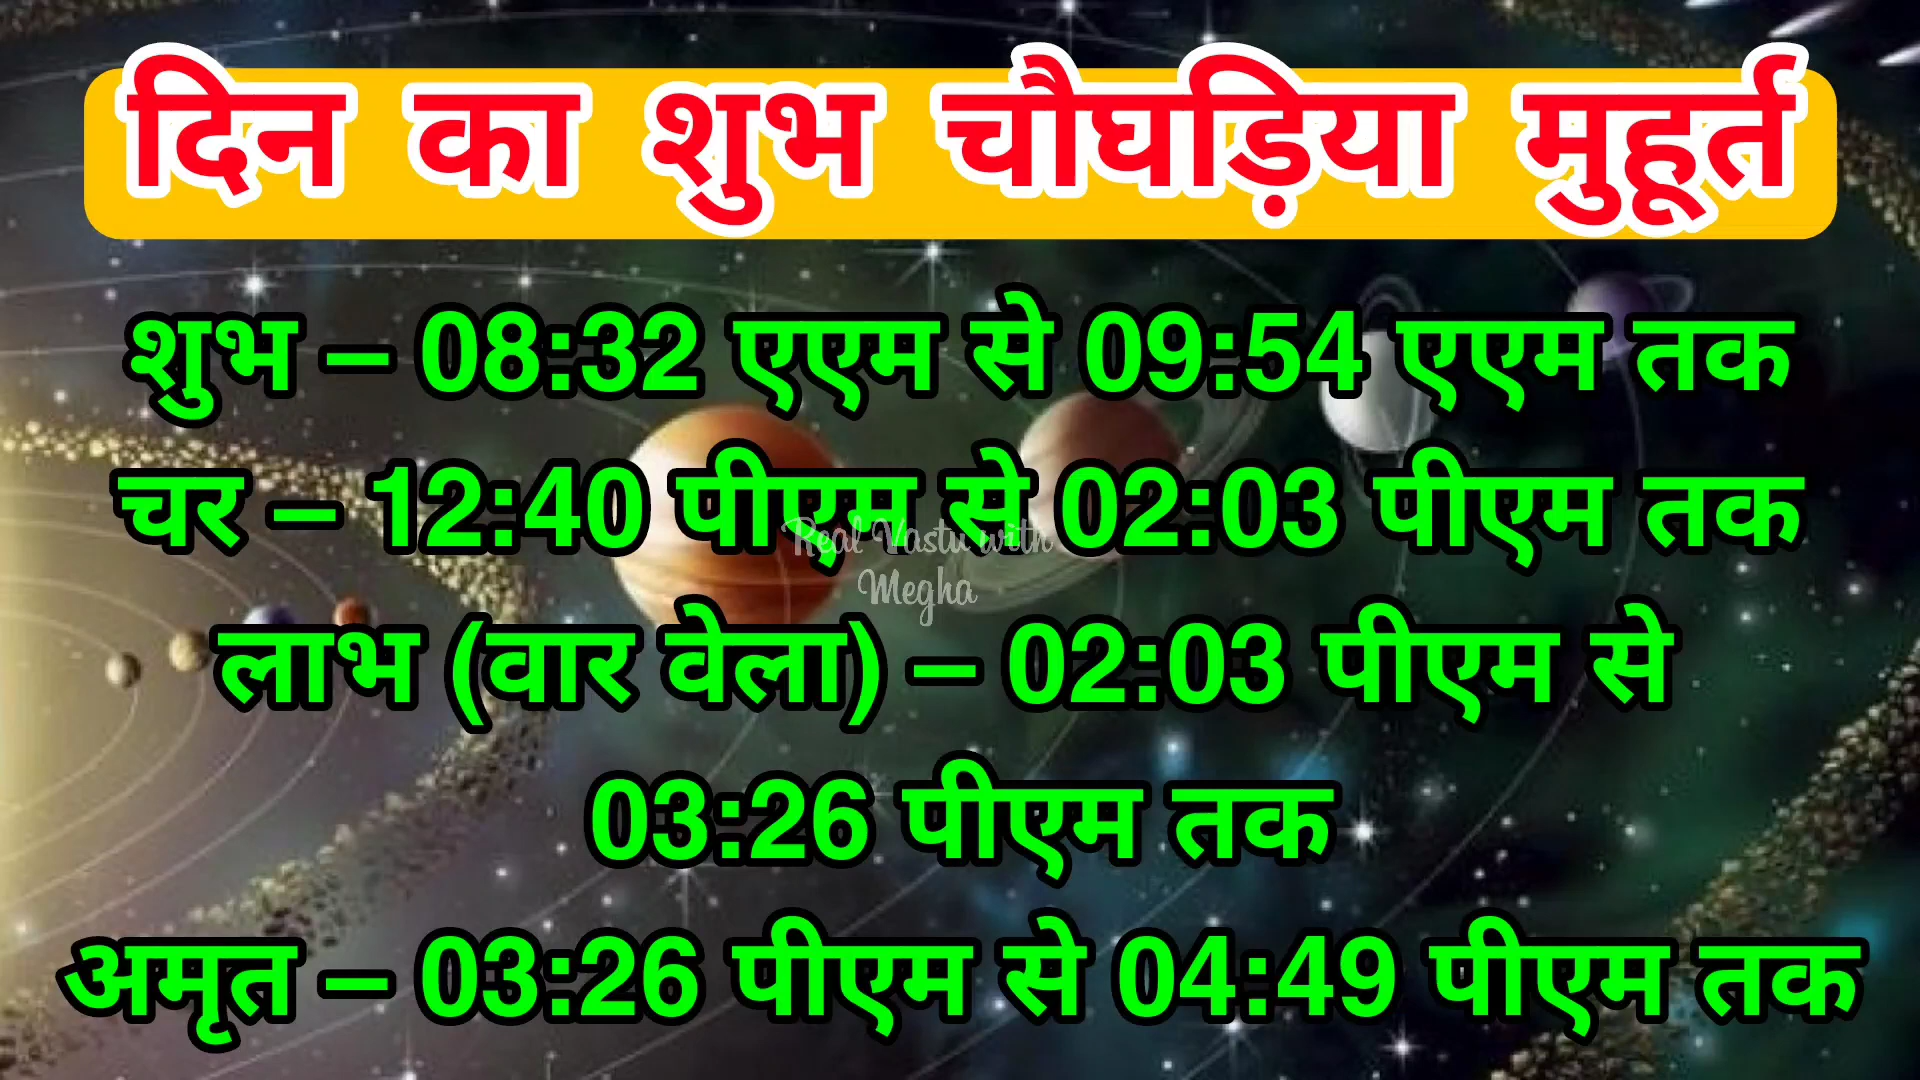 दिन का शुभ चौघड़िया मुहूर्त
शुभ – 08:32 एएम से 09:54 एएम तक
चर – 12:40 पीएम से 02:03 पीएम तक
Real Vastu with
Megha
लाभ (वार वेला) – 02:03 पीएम से
03:26 पीएम तक
अमृत – 03:26 पीएम से 04:49 पीएम तक